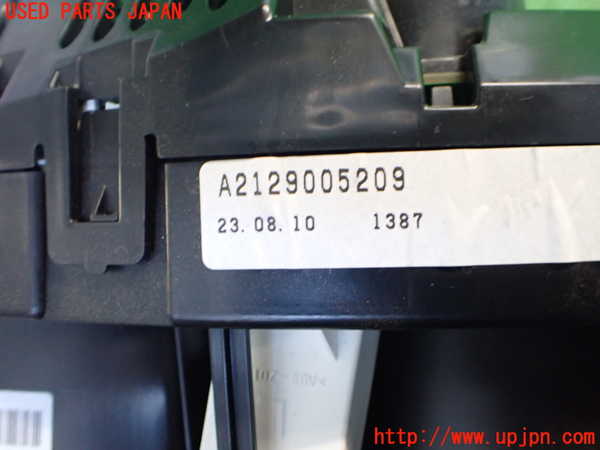 USED PARTS JAPAN
A2129005209
23.08.10 1387
http://www.upjpn.com